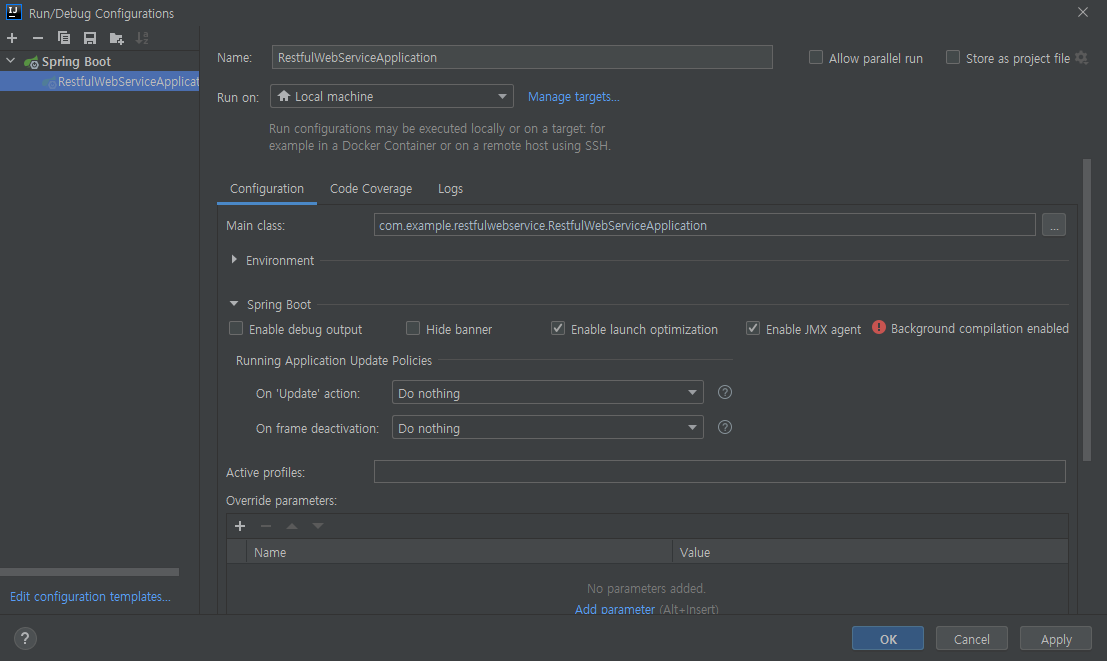 IJ Run/Debug Configurations
Spring Boot
RestfulWebServiceApplicat
Edit configuration templates...
Name: RestfulWebServiceApplication
Allow parallel run
Store as project file
Run on: Local machine
Manage targets...
Run configurations may be executed locally or on a target: for
example in a Docker Container or on a remote host using SSH.
Configuration Code Coverage Logs
Main class: com.example.restfulwebservice.RestfulWebServiceApplication ...
Environment
Spring Boot
Enable debug output Hide banner Enable launch optimization Enable JMX agent Background compilation enabled
Running Application Update Policies
On 'Update' action: Do nothing ?
On frame deactivation: Do nothing ?
Active profiles:
Override parameters:
Name Value
No parameters added.
Add parameter (Alt+Insert)
? OK Cancel Apply